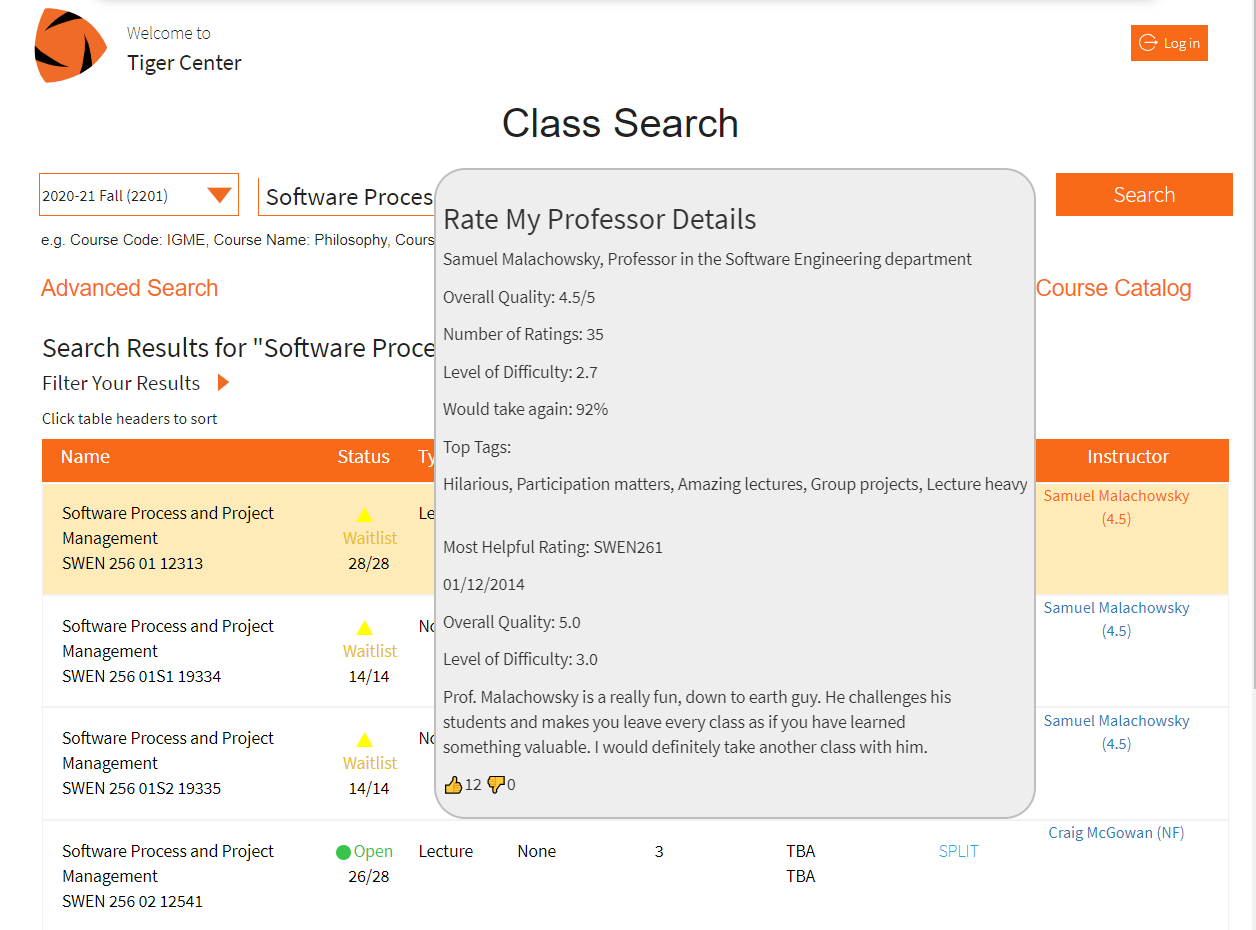 Welcome to
Tiger Center
Log in
Class Search
2020-21 Fall (2201)
Software Proces
Search
e.g. Course Code: IGME, Course Name: Philosophy, Cours
Advanced Search
Course Catalog
Search Results for "Software Proce
Filter Your Results
Click table headers to sort
Name Status Ty Instructor
Software Process and Project
Management
SWEN 256 01 12313
Waitlist
28/28
Le
Samuel Malachowsky
(4.5)
Software Process and Project
Management
SWEN 256 01S1 19334
Waitlist
14/14
No
Samuel Malachowsky
(4.5)
Software Process and Project
Management
SWEN 256 01S2 19335
Waitlist
14/14
No
Samuel Malachowsky
(4.5)
Software Process and Project
Management
SWEN 256 02 12541
Open
26/28
Lecture
None
3
TBA
TBA
SPLIT
Craig McGowan (NF)
Rate My Professor Details
Samuel Malachowsky, Professor in the Software Engineering department
Overall Quality: 4.5/5
Number of Ratings: 35
Level of Difficulty: 2.7
Would take again: 92%
Top Tags:
Hilarious, Participation matters, Amazing lectures, Group projects, Lecture heavy
Most Helpful Rating: SWEN261
01/12/2014
Overall Quality: 5.0
Level of Difficulty: 3.0
Prof. Malachowsky is a really fun, down to earth guy. He challenges his
students and makes you leave every class as if you have learned
something valuable. I would definitely take another class with him.
👍12 👎0